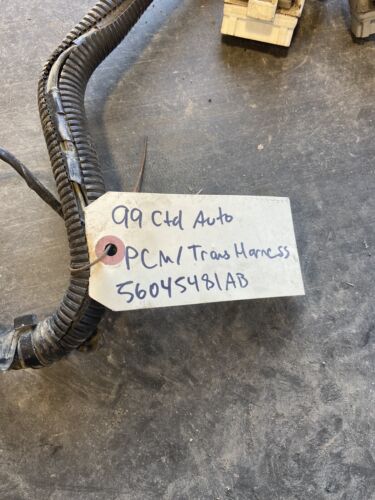 99 Ctd Auto
PCM/Trans Harness
56045481AB